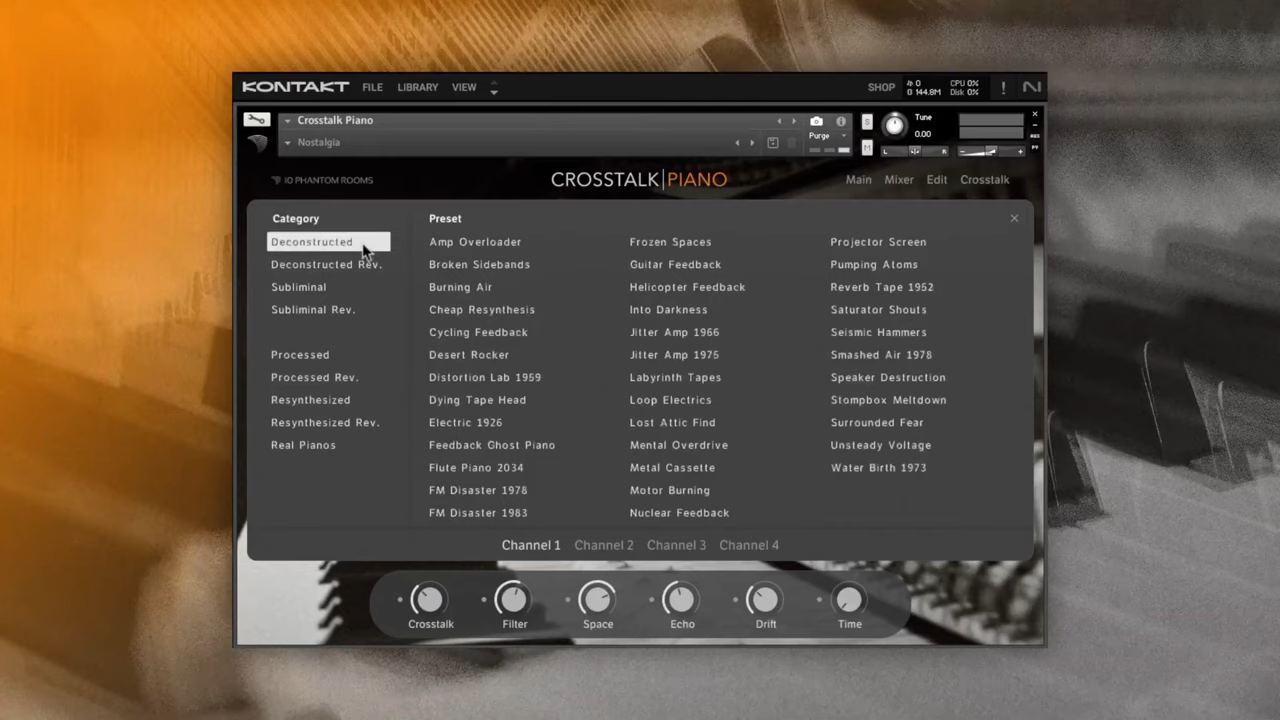 KONTAKT FILE LIBRARY VIEW SHOP 0 144.8M CPU 0% Disk 0% !
Crosstalk Piano
Nostalgia
Purge
S
M
Tune
0.00
L R
- +
10 PHANTOM ROOMS
CROSSTALK|PIANO
Main Mixer Edit Crosstalk
Category
Deconstructed
Deconstructed Rev.
Subliminal
Subliminal Rev.
Processed
Processed Rev.
Resynthesized
Resynthesized Rev.
Real Pianos
Preset
Amp Overloader
Broken Sidebands
Burning Air
Cheap Resynthesis
Cycling Feedback
Desert Rocker
Distortion Lab 1959
Dying Tape Head
Electric 1926
Feedback Ghost Piano
Flute Piano 2034
FM Disaster 1978
FM Disaster 1983
Frozen Spaces
Guitar Feedback
Helicopter Feedback
Into Darkness
Jitter Amp 1966
Jitter Amp 1975
Labyrinth Tapes
Loop Electrics
Lost Attic Find
Mental Overdrive
Metal Cassette
Motor Burning
Nuclear Feedback
Projector Screen
Pumping Atoms
Reverb Tape 1952
Saturator Shouts
Seismic Hammers
Smashed Air 1978
Speaker Destruction
Stompbox Meltdown
Surrounded Fear
Unsteady Voltage
Water Birth 1973
Channel 1 Channel 2 Channel 3 Channel 4
Crosstalk Filter Space Echo Drift Time